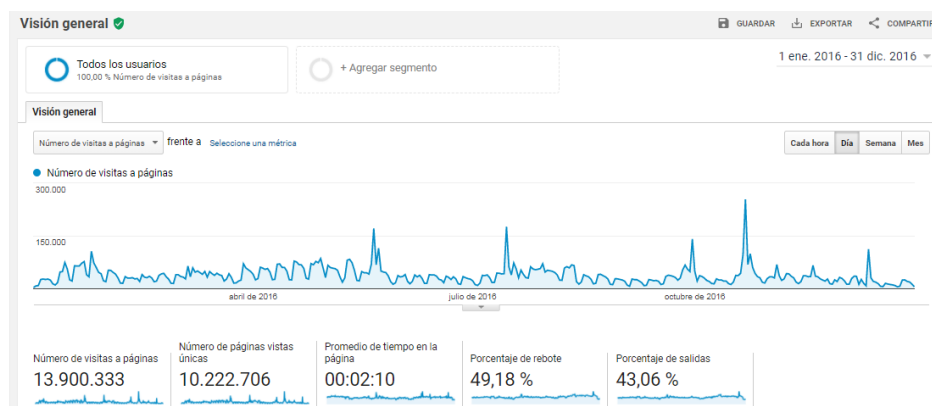 Visión general
GUARDAR EXPORTAR COMPARTIR
Todos los usuarios
100,00 % Número de visitas a páginas
+ Agregar segmento
1 ene. 2016 - 31 dic. 2016
Visión general
Número de visitas a páginas frente a Seleccione una métrica
Cada hora Día Semana Mes
Número de visitas a páginas
300.000
150.000
abril de 2016 julio de 2016 octubre de 2016
Número de visitas a páginas
13.900.333
Número de páginas vistas
únicas
10.222.706
Promedio de tiempo en la
página
00:02:10
Porcentaje de rebote
49,18 %
Porcentaje de salidas
43,06 %